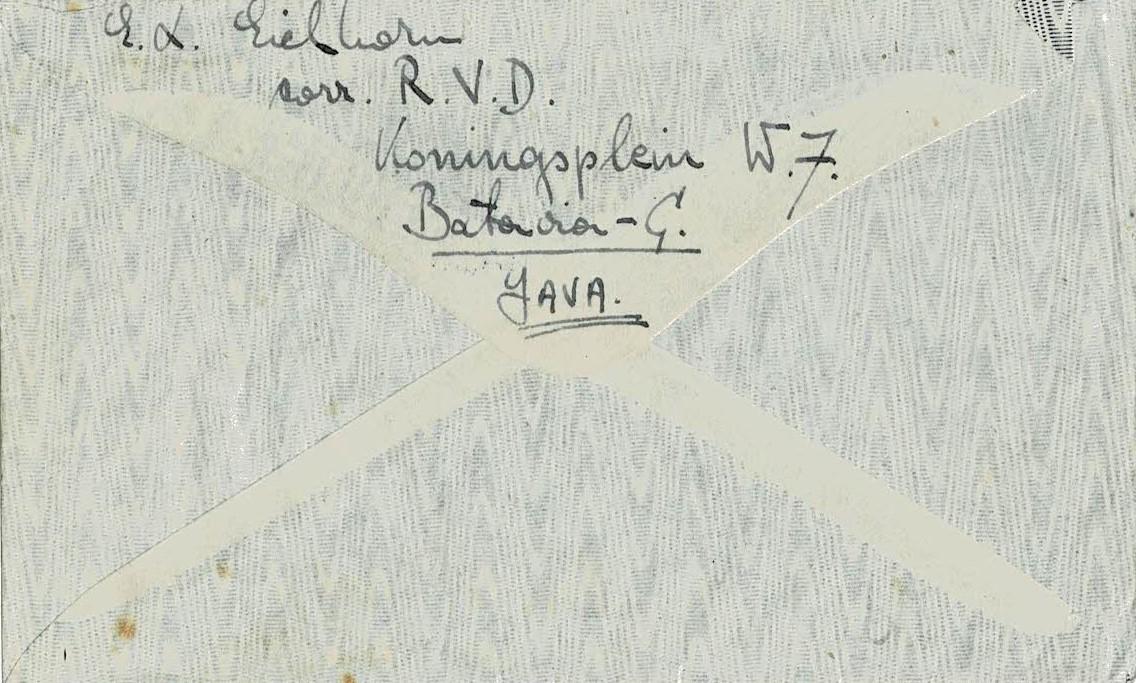 E.L. Eichhorn
corr. R.V.D.
Koningsplein W.7.
Batavia-C.
JAVA.